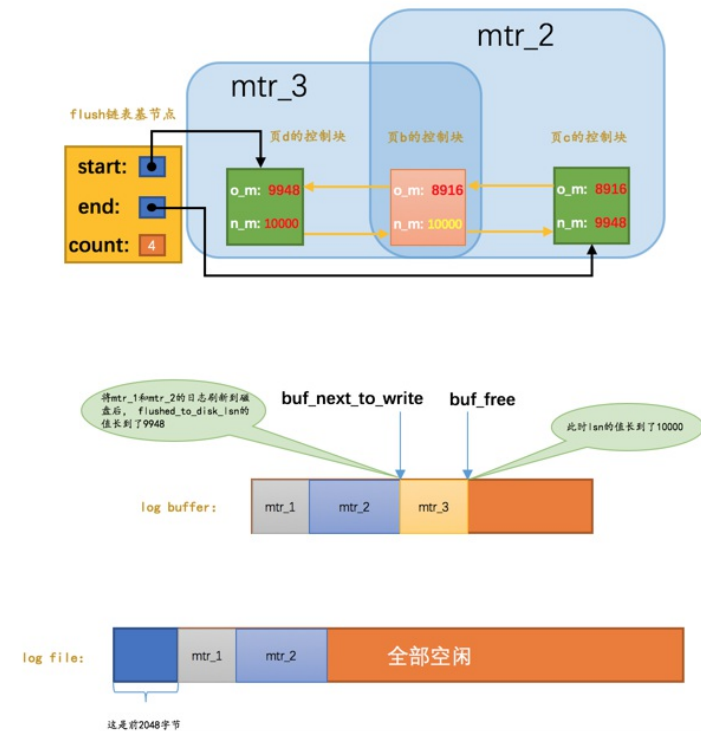 mtr_2
mtr_3
flush链表基节点
页d的控制块
页b的控制块
页c的控制块
start:
end:
count: 4
o_m: 9948
n_m: 10000
o_m: 8916
n_m: 10000
o_m: 8916
n_m: 9948
将mtr_1和mtr_2的日志刷新到磁
盘后， flushed_to_disk_lsn的
值长到了9948
buf_next_to_write
buf_free
此时lsn的值长到了10000
log buffer:
mtr_1
mtr_2
mtr_3
log file:
mtr_1
mtr_2
全部空闲
这是前2048字节